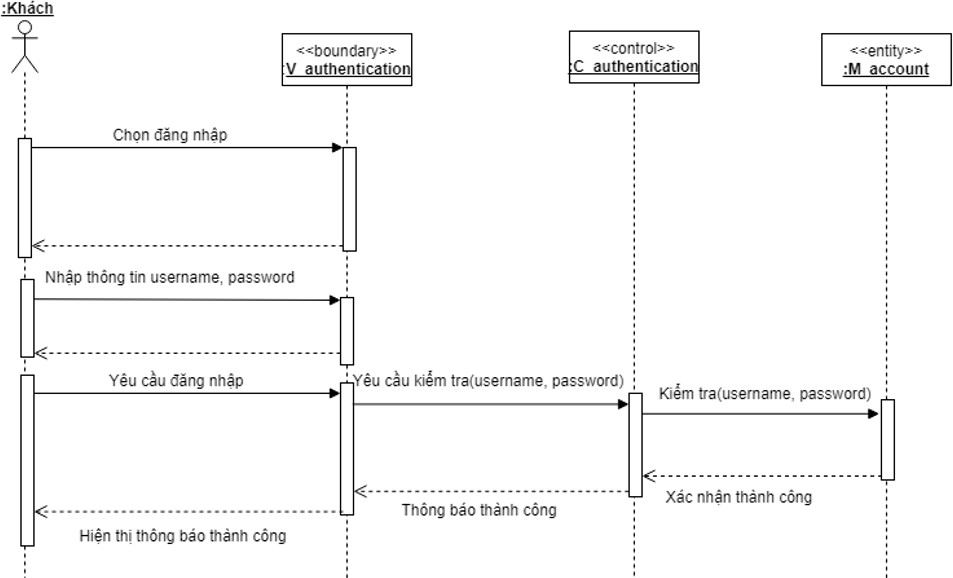 :Khách
<<boundary>>
:V_authentication
<<control>>
:C_authentication
<<entity>>
:M_account
Chọn đăng nhập
Nhập thông tin username, password
Yêu cầu đăng nhập
Yêu cầu kiểm tra(username, password)
Kiểm tra(username, password)
Xác nhận thành công
Thông báo thành công
Hiện thị thông báo thành công